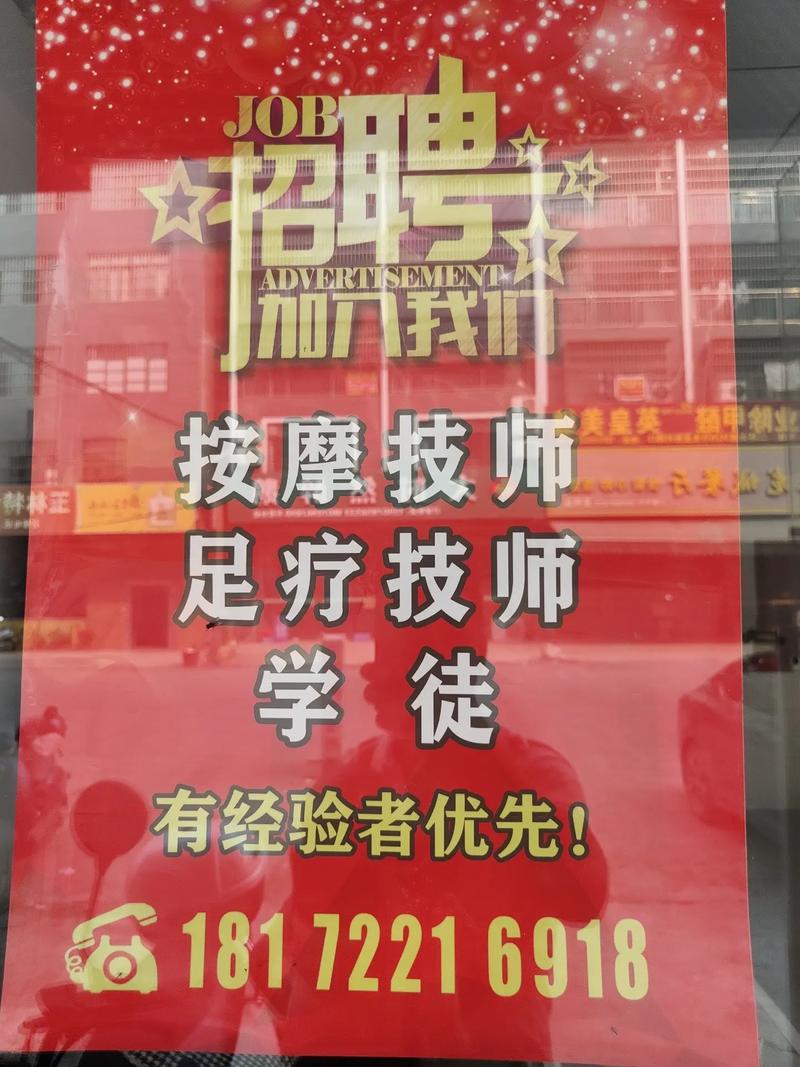 JOB
招聘
ADVERTISEMENT
加入我们
按摩技师
足疗技师
学徒
有经验者优先!
181 7221 6918